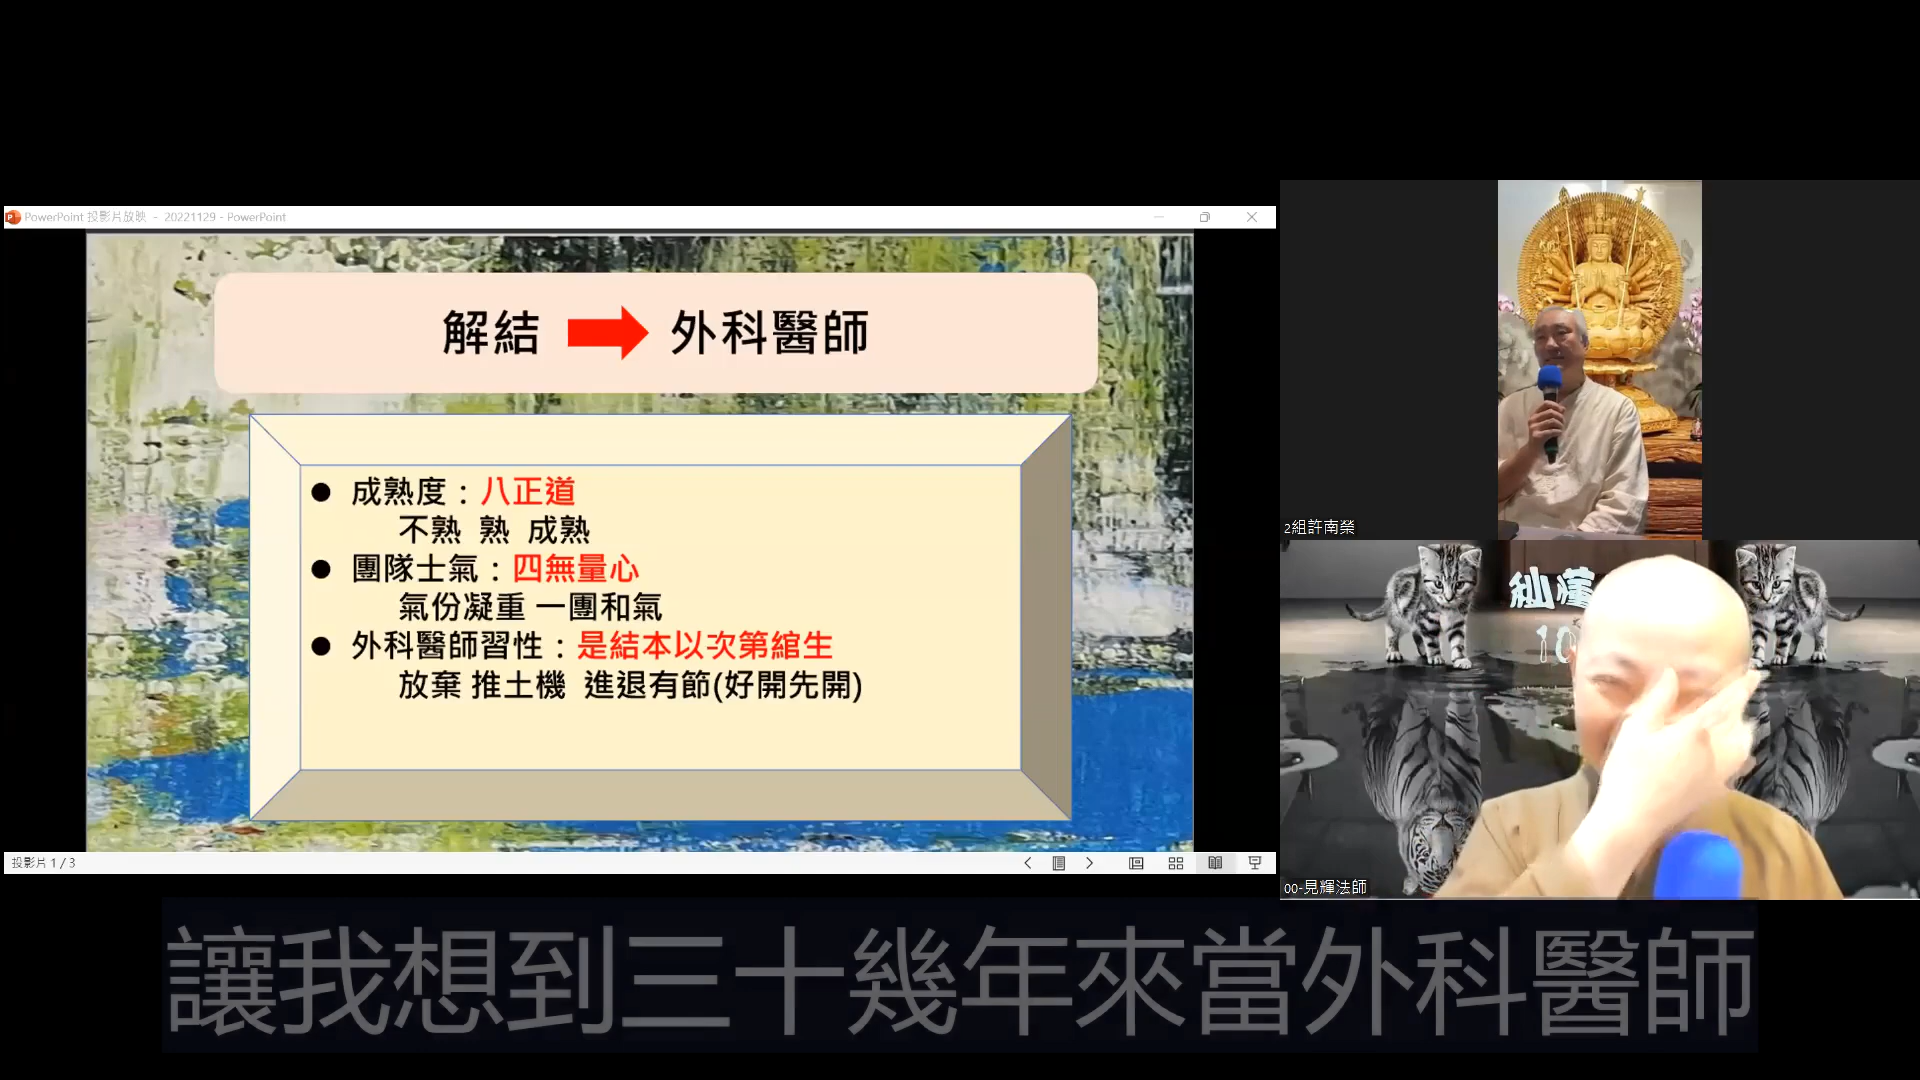 PowerPoint 投影片放映 - 20221129 - PowerPoint
解結 外科醫師
● 成熟度：八正道
不熟 熟 成熟
● 團隊士氣：四無量心
氣份凝重 一團和氣
● 外科醫師習性：是結本以次第綰生
放棄 推土機 進退有節(好開先開)
投影片 1 / 3
2組許南榮
秒懂
10
00-見輝法師
讓我想到三十幾年來當外科醫師